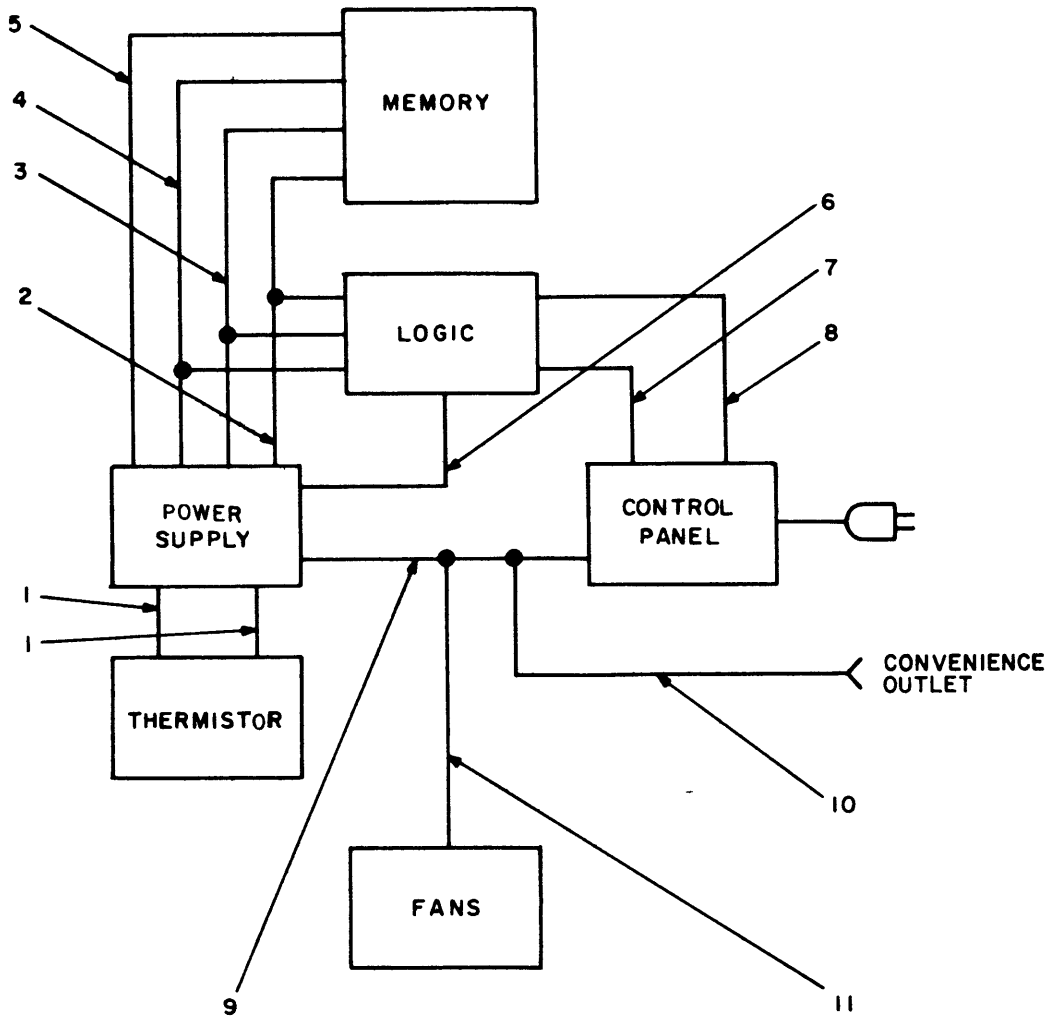 5
MEMORY
4
3
6
7
2
LOGIC
8
POWER
SUPPLY
CONTROL
PANEL
1
1
CONVENIENCE
OUTLET
THERMISTOR
10
FANS
9
11